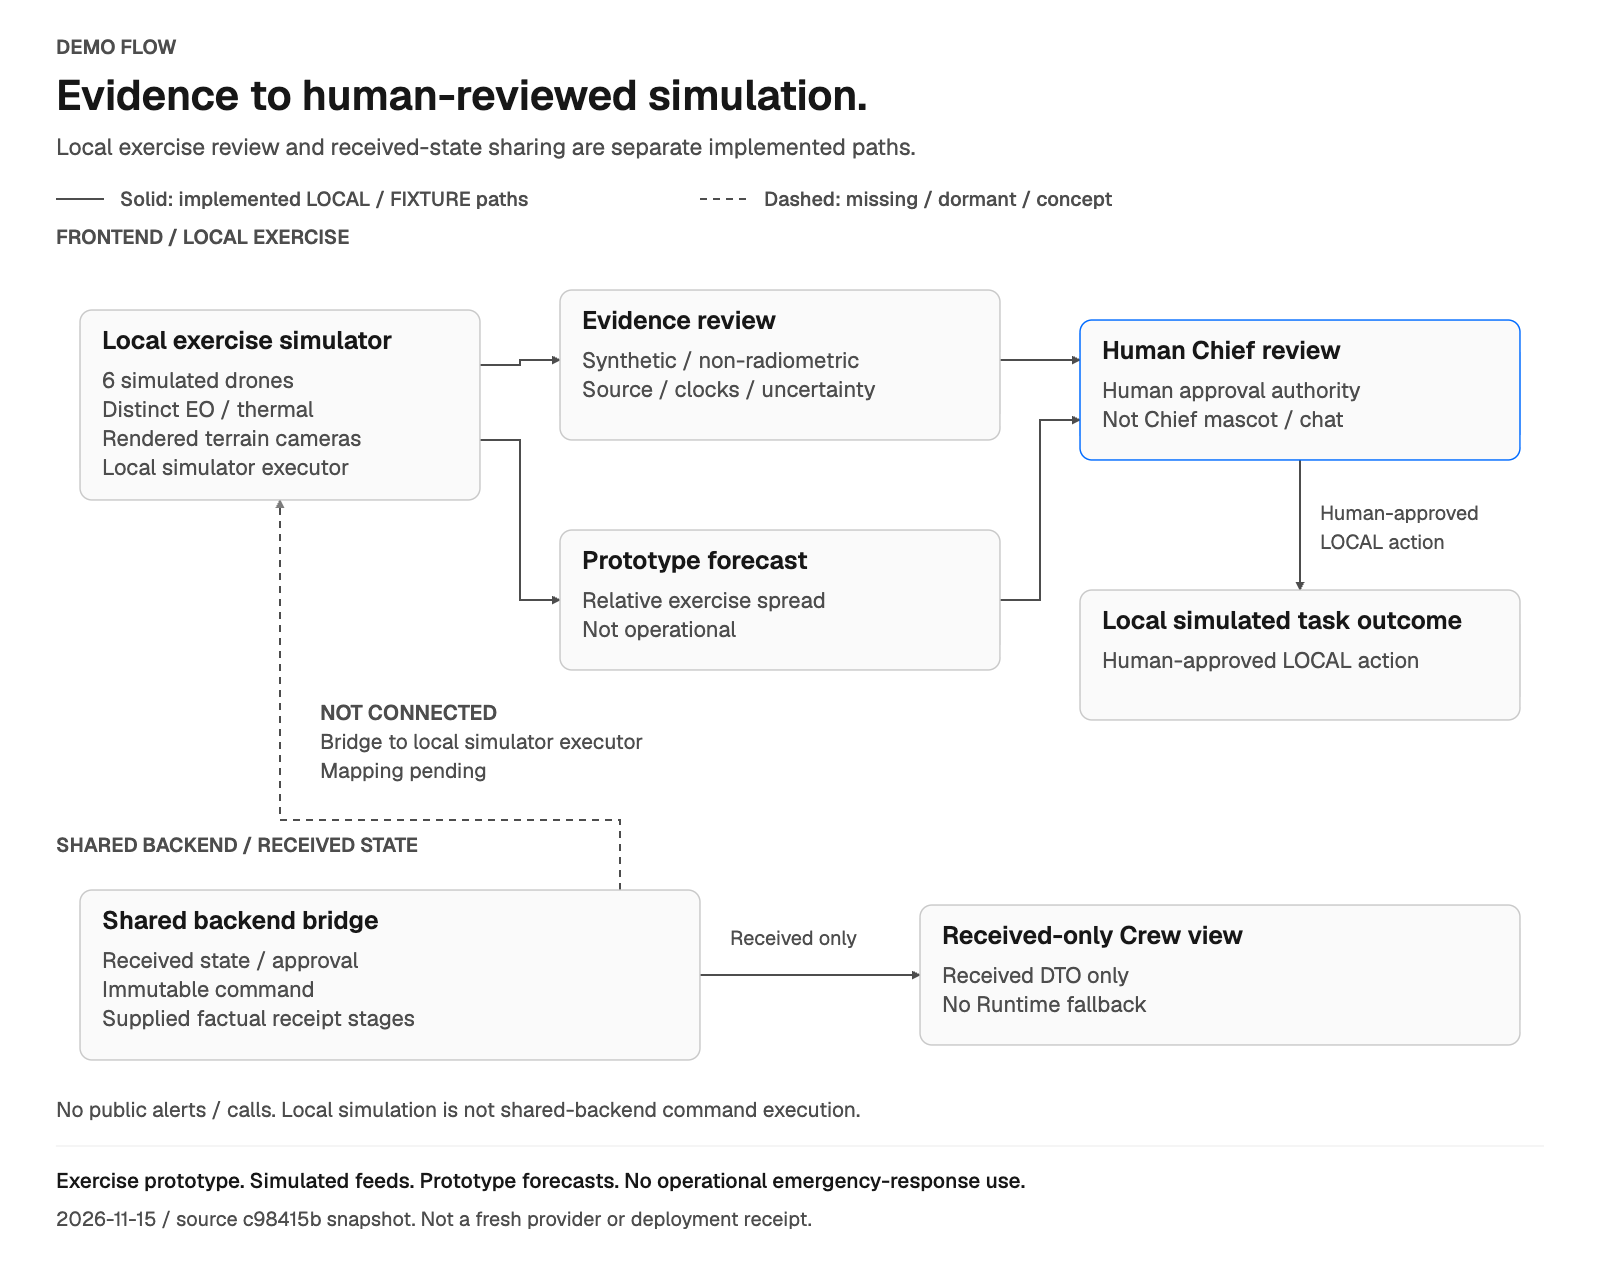 DEMO FLOW
Evidence to human-reviewed simulation.
Local exercise review and received-state sharing are separate implemented paths.
Solid: implemented LOCAL / FIXTURE paths
Dashed: missing / dormant / concept
FRONTEND / LOCAL EXERCISE
Local exercise simulator
6 simulated drones
Distinct EO / thermal
Rendered terrain cameras
Local simulator executor
Evidence review
Synthetic / non-radiometric
Source / clocks / uncertainty
Human Chief review
Human approval authority
Not Chief mascot / chat
Human-approved
LOCAL action
Prototype forecast
Relative exercise spread
Not operational
Local simulated task outcome
Human-approved LOCAL action
NOT CONNECTED
Bridge to local simulator executor
Mapping pending
SHARED BACKEND / RECEIVED STATE
Shared backend bridge
Received state / approval
Immutable command
Supplied factual receipt stages
Received only
Received-only Crew view
Received DTO only
No Runtime fallback
No public alerts / calls. Local simulation is not shared-backend command execution.
Exercise prototype. Simulated feeds. Prototype forecasts. No operational emergency-response use.
2026-11-15 / source c98415b snapshot. Not a fresh provider or deployment receipt.